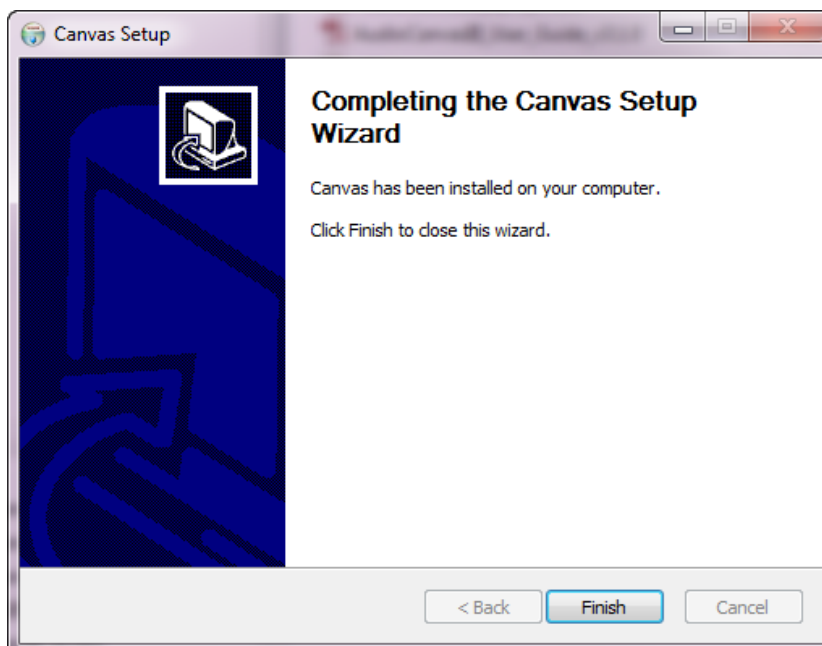 Canvas Setup
Completing the Canvas Setup
Wizard
Canvas has been installed on your computer.
Click Finish to close this wizard.
< Back
Finish
Cancel